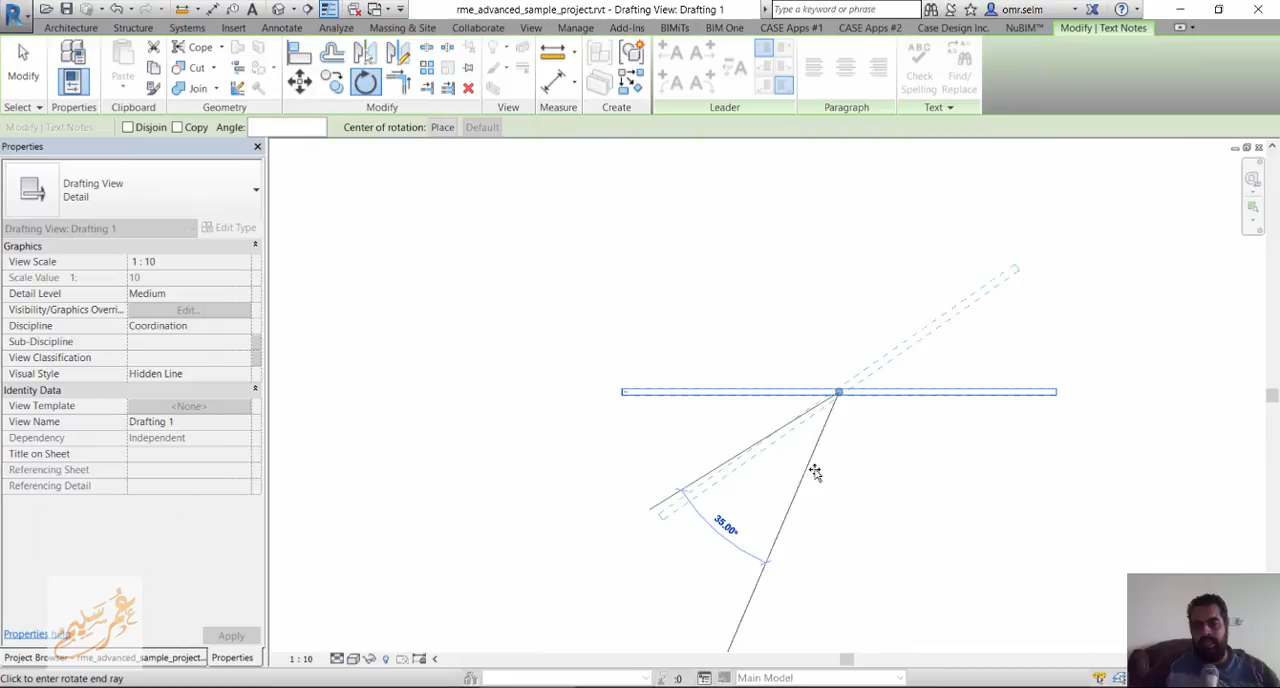 rme_advanced_sample_project.rvt - Drafting View: Drafting 1
Type a keyword or phrase
omr.selm
Architecture Structure Systems Insert Annotate Analyze Massing & Site Collaborate View Manage Add-Ins BIMiTs BIM One CASE Apps #1 CASE Apps #2 Case Design Inc. NuBIM™ Modify | Text Notes
Modify
Paste
Cope
Cut
Join
ABC
Check Spelling
Find/ Replace
Select Properties Clipboard Geometry Modify View Measure Create Leader Paragraph Text
Modify | Text Notes Disjoin Copy Angle: Center of rotation: Place Default
Properties
Drafting View
Detail
Drafting View: Drafting 1 Edit Type
Graphics
View Scale 1 : 10
Scale Value 1: 10
Detail Level Medium
Visibility/Graphics Overri... Edit...
Discipline Coordination
Sub-Discipline
View Classification
Visual Style Hidden Line
Identity Data
View Template <None>
View Name Drafting 1
Dependency Independent
Title on Sheet
Referencing Sheet
Referencing Detail
35.00°
عمر سليم
Properties help Apply
Project Browser - rme_advanced_sample_project... Properties
1 : 10
Click to enter rotate end ray
:0
Main Model